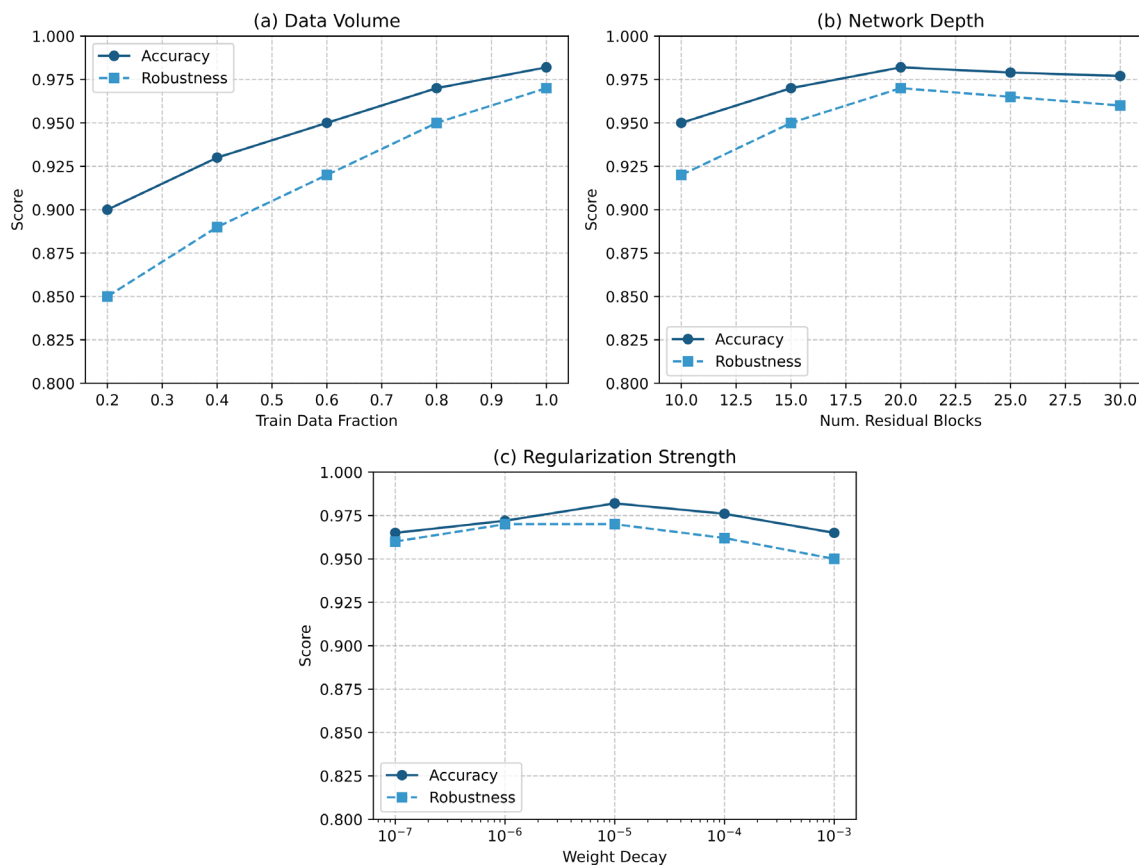 (a) Data Volume
1.000
0.975
0.950
0.925
0.900
0.875
0.850
0.825
0.800
Score
Accuracy
Robustness
0.2 0.3 0.4 0.5 0.6 0.7 0.8 0.9 1.0
Train Data Fraction
(b) Network Depth
1.000
0.975
0.950
0.925
0.900
0.875
0.850
0.825
0.800
Score
Accuracy
Robustness
10.0 12.5 15.0 17.5 20.0 22.5 25.0 27.5 30.0
Num. Residual Blocks
(c) Regularization Strength
1.000
0.975
0.950
0.925
0.900
0.875
0.850
0.825
0.800
Score
Accuracy
Robustness
10⁻⁷ 10⁻⁶ 10⁻⁵ 10⁻⁴ 10⁻³
Weight Decay